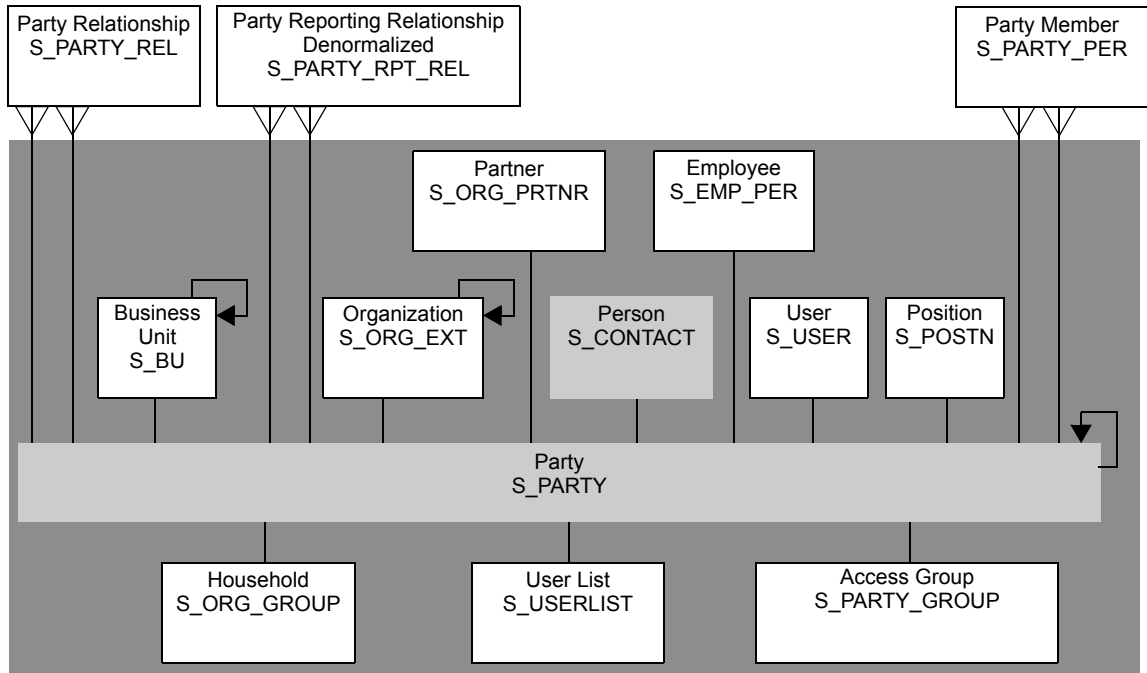 Party Relationship
S_PARTY_REL
Party Reporting Relationship
Denormalized
S_PARTY_RPT_REL
Party Member
S_PARTY_PER
Partner
S_ORG_PRTNR
Employee
S_EMP_PER
Business
Unit
S_BU
Organization
S_ORG_EXT
Person
S_CONTACT
User
S_USER
Position
S_POSTN
Party
S_PARTY
Household
S_ORG_GROUP
User List
S_USERLIST
Access Group
S_PARTY_GROUP